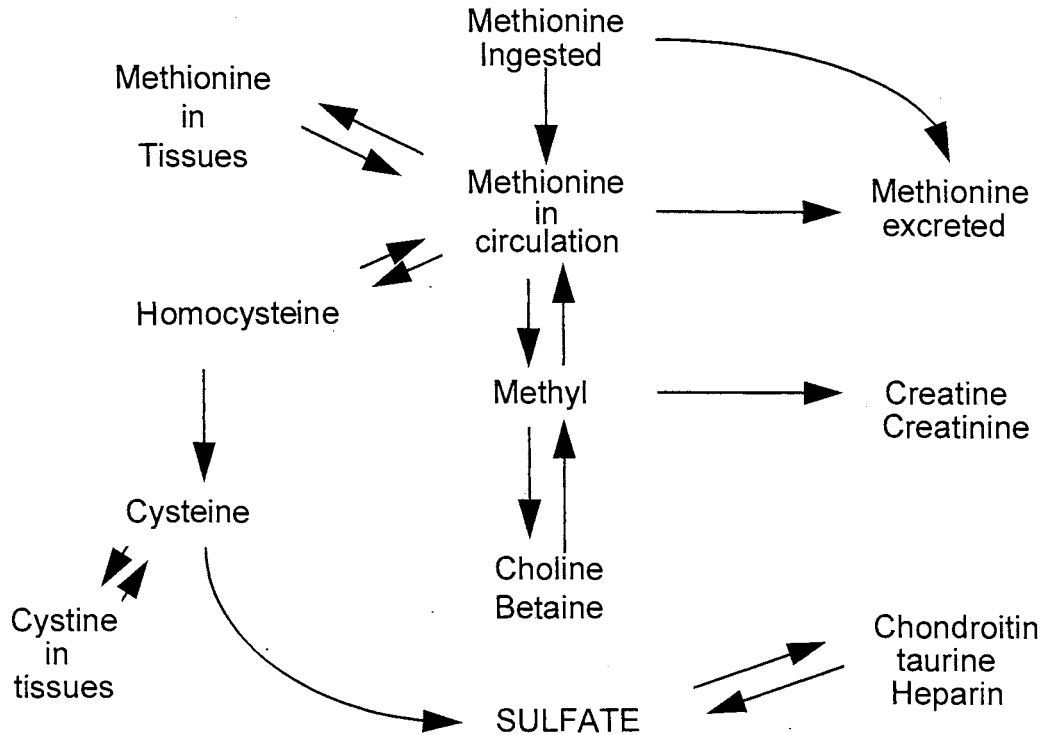 Methionine
Ingested
Methionine
in
Tissues
Methionine
in
circulation
Methionine
excreted
Homocysteine
Methyl
Creatine
Creatinine
Cysteine
Choline
Betaine
Cystine
in
tissues
Chondroitin
taurine
Heparin
SULFATE